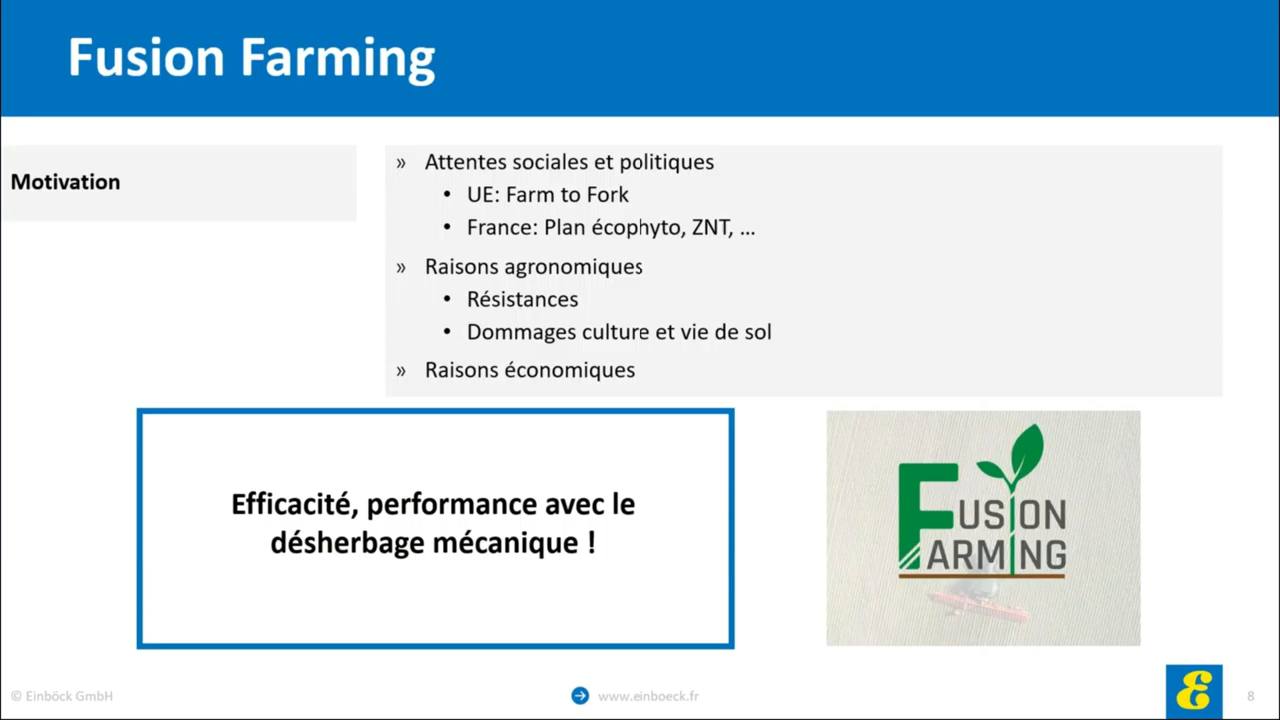 Fusion Farming
Motivation
» Attentes sociales et politiques
• UE: Farm to Fork
• France: Plan écophyto, ZNT, ...
» Raisons agronomiques
• Résistances
• Dommages culture et vie de sol
» Raisons économiques
Efficacité, performance avec le
désherbage mécanique !
FUSION
FARMING
© Einböck GmbH
www.einboeck.fr
E
8